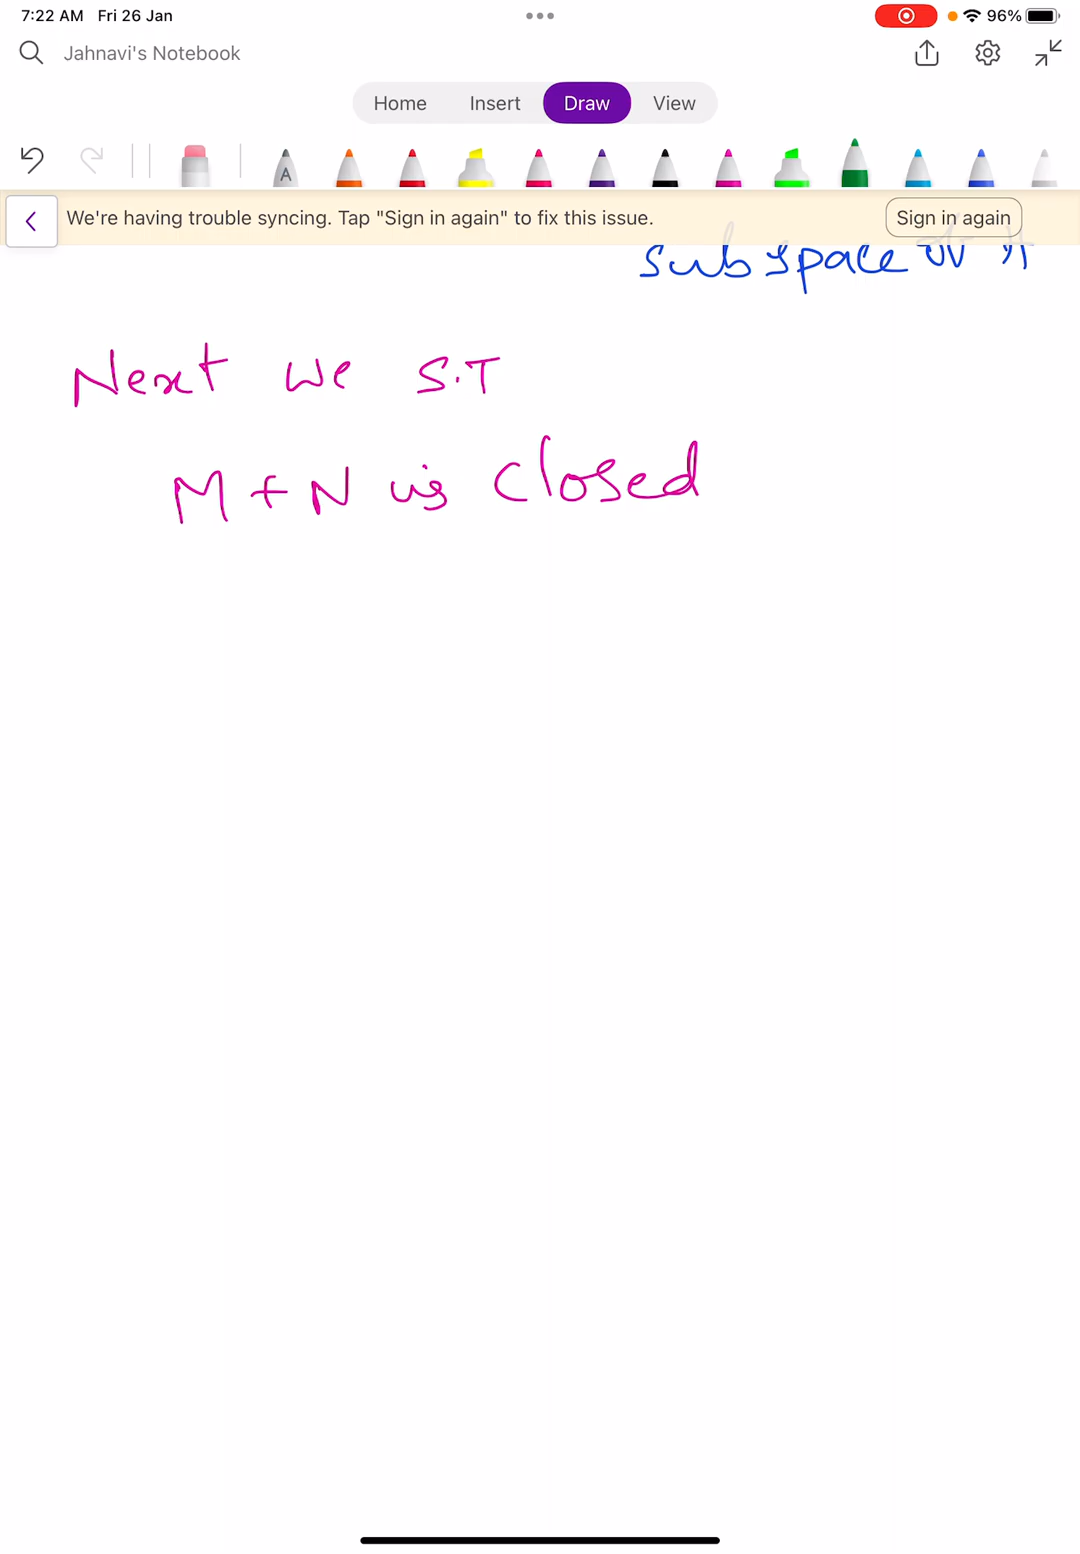 7:22 AM Fri 26 Jan
96%
Jahnavi's Notebook
Home Insert Draw View
A
We're having trouble syncing. Tap "Sign in again" to fix this issue. Sign in again
subspace of H
Next we S.T
M + N is closed